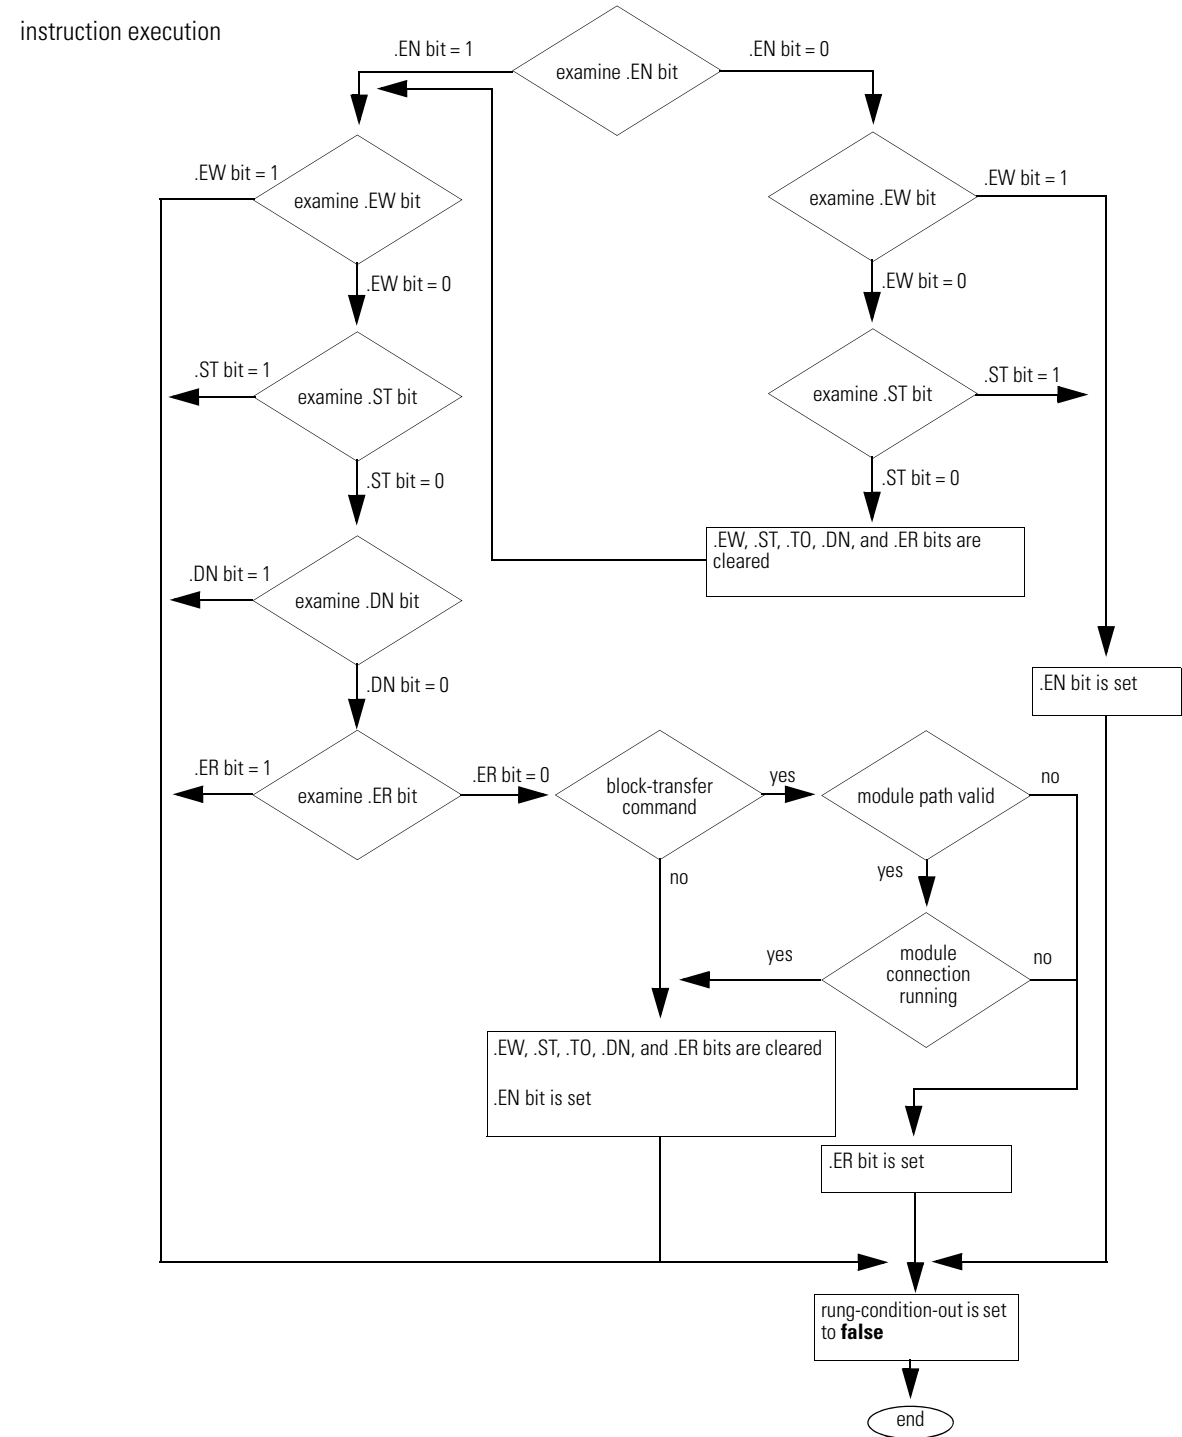 instruction execution
.EN bit = 1
.EN bit = 0
examine .EN bit
.EW bit = 1
examine .EW bit
examine .EW bit
.EW bit = 1
.EW bit = 0
.EW bit = 0
.ST bit = 1
examine .ST bit
examine .ST bit
.ST bit = 1
.ST bit = 0
.ST bit = 0
.EW, .ST, .TO, .DN, and .ER bits are
cleared
.DN bit = 1
examine .DN bit
.DN bit = 0
.EN bit is set
.ER bit = 1
examine .ER bit
.ER bit = 0
block-transfer
command
yes
module path valid
no
no
yes
yes
module
connection
running
no
.EW, .ST, .TO, .DN, and .ER bits are cleared
.EN bit is set
.ER bit is set
rung-condition-out is set
to false
end